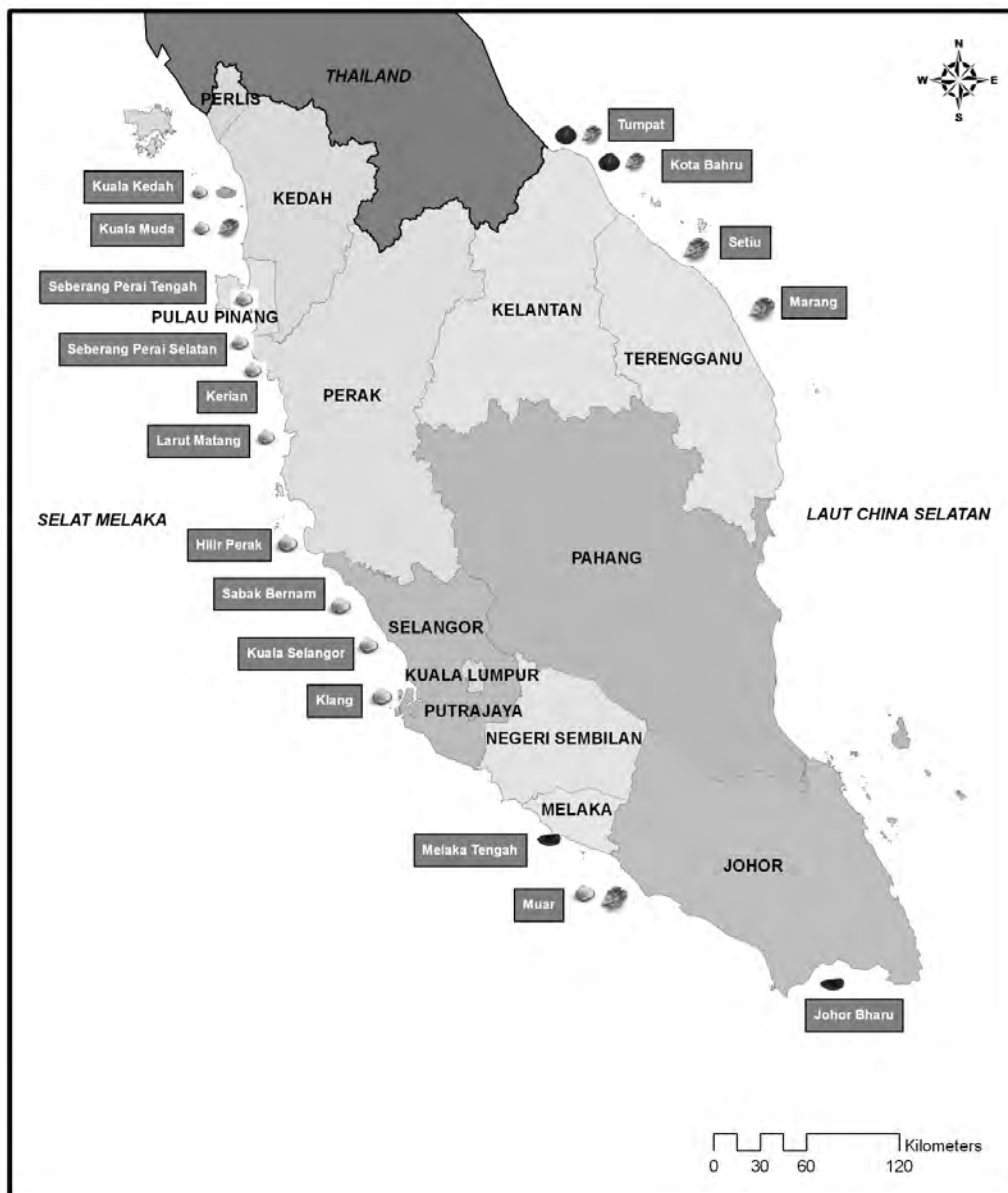 N
W E
S
THAILAND
PERLIS
Tumpat
Kota Bahru
Kuala Kedah
KEDAH
Kuala Muda
Setiu
Seberang Perai Tengah
Marang
PULAU PINANG
KELANTAN
Seberang Perai Selatan
TERENGGANU
Kerian
PERAK
Larut Matang
SELAT MELAKA
LAUT CHINA SELATAN
Hilir Perak
PAHANG
Sabak Bernam
SELANGOR
Kuala Selangor
KUALA LUMPUR
Klang
PUTRAJAYA
NEGERI SEMBILAN
MELAKA
Melaka Tengah
JOHOR
Muar
Johor Bharu
Kilometers
0 30 60 120